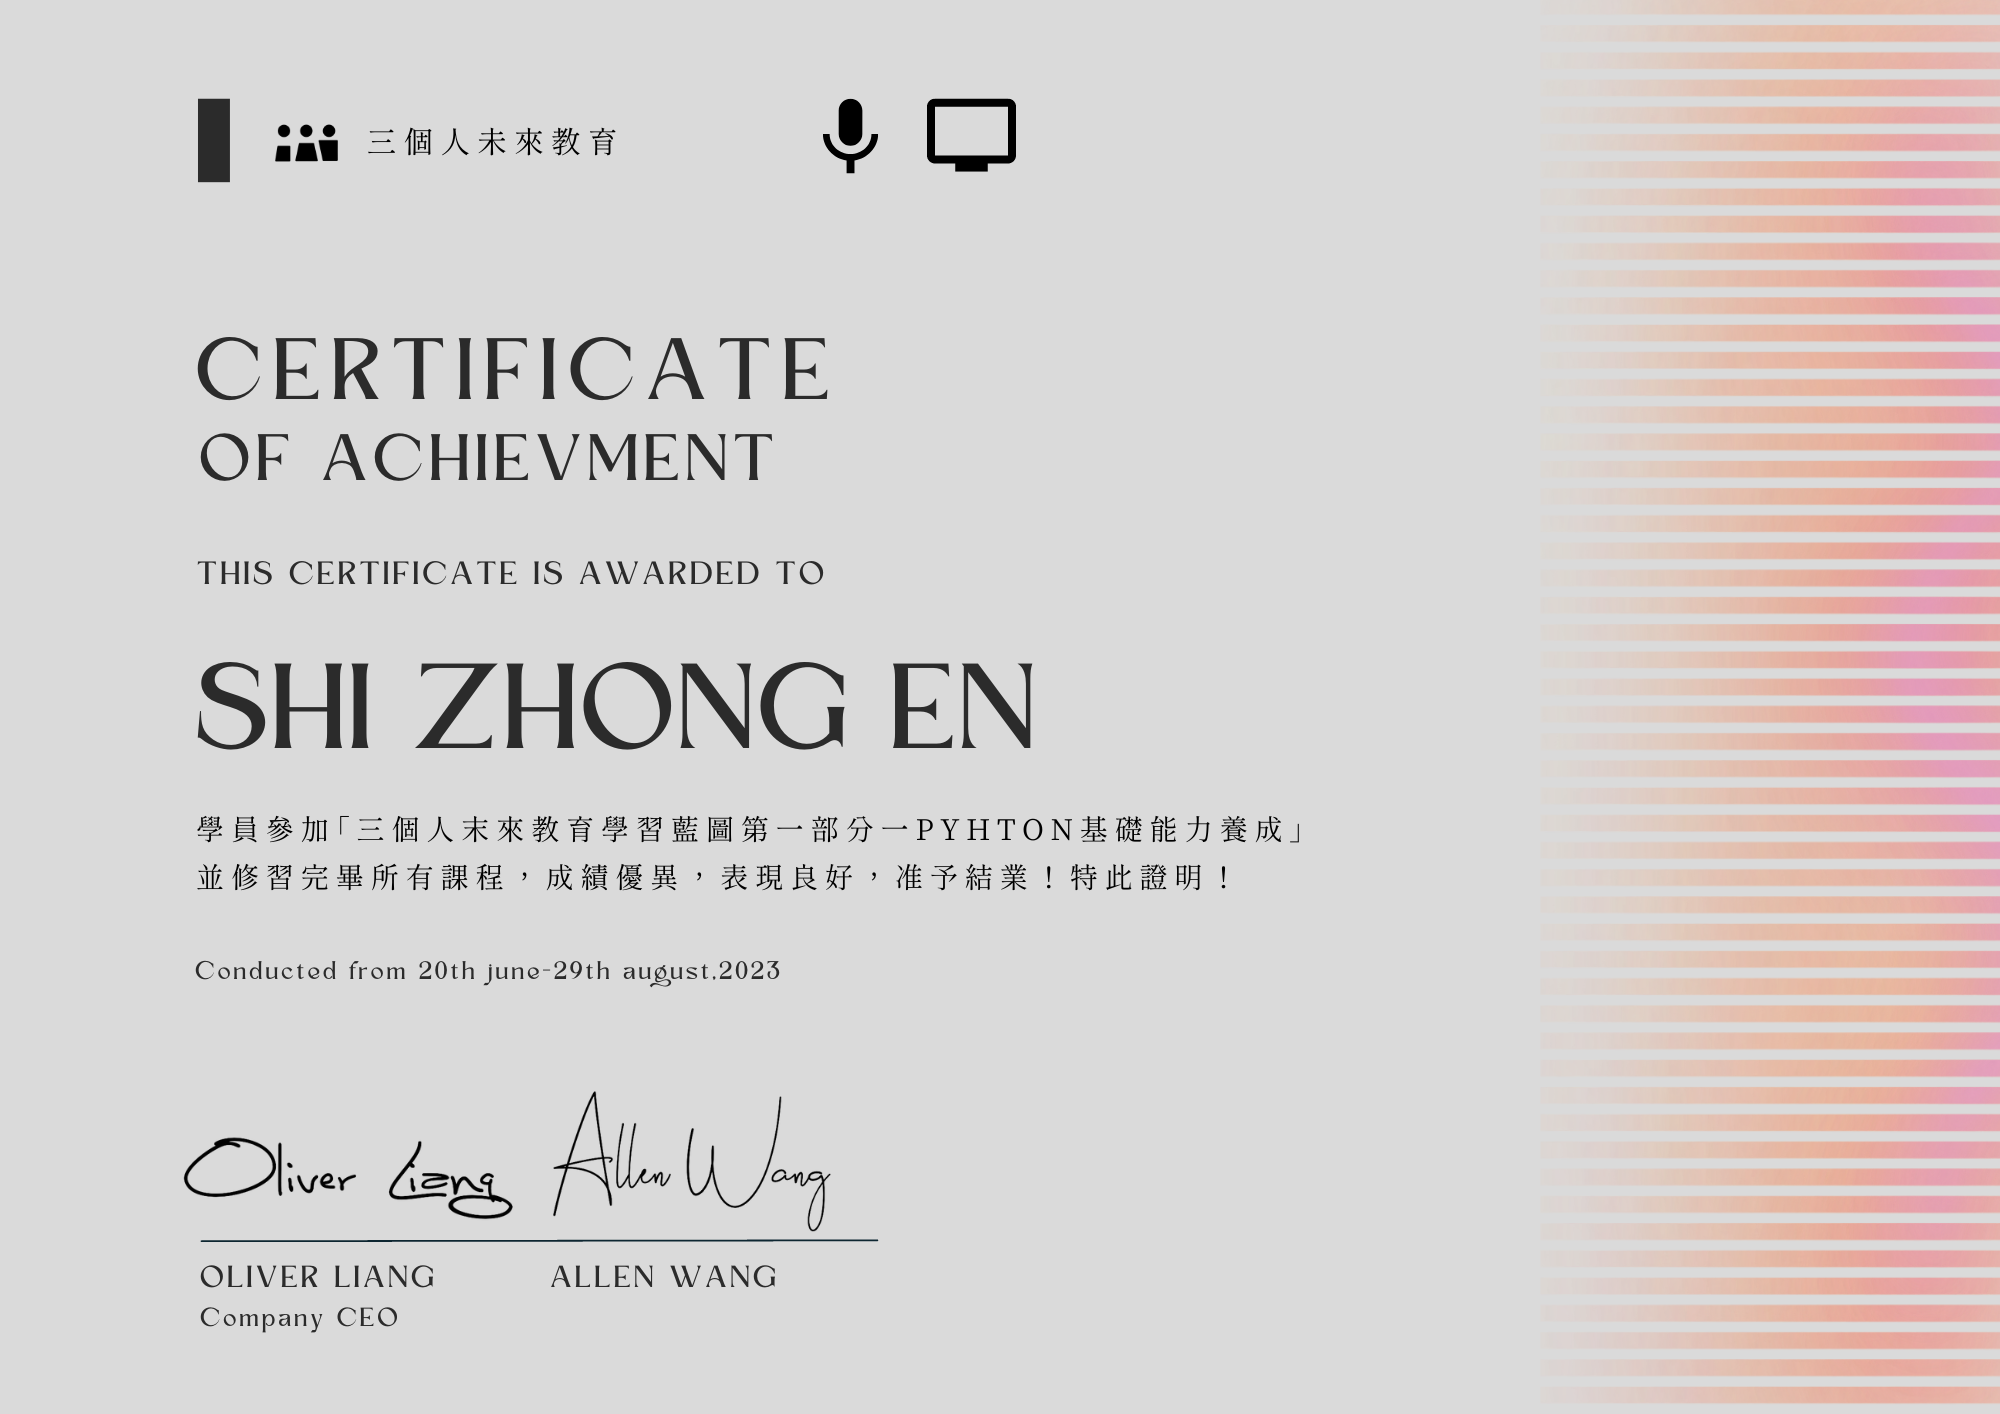 三個人未來教育
CERTIFICATE
OF ACHIEVMENT
THIS CERTIFICATE IS AWARDED TO
SHI ZHONG EN
學員參加「三個人末來教育學習藍圖第一部分一PYHTON基礎能力養成」
並修習完畢所有課程，成績優異，表現良好，准予結業！特此證明！
Conducted from 20th june-29th august.2023
Oliver Liang Allen Wang
OLIVER LIANG ALLEN WANG
Company CEO